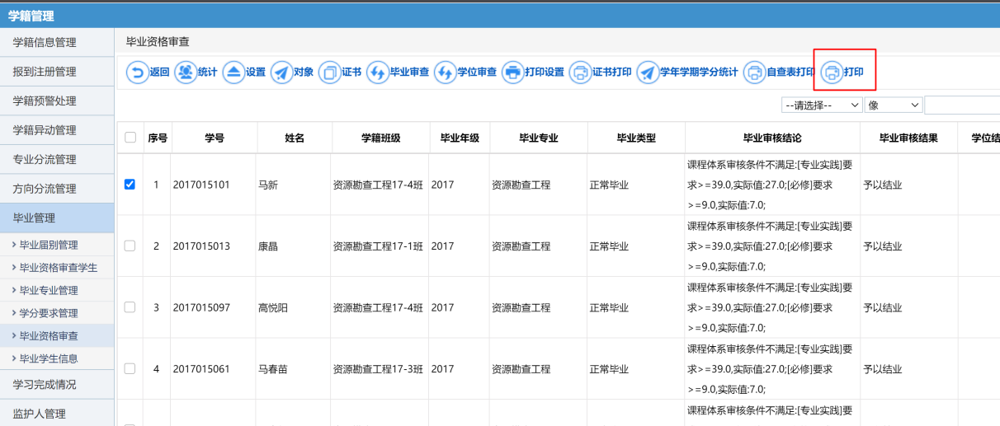 学籍管理
学籍信息管理
报到注册管理
学籍预警处理
学籍异动管理
专业分流管理
方向分流管理
毕业管理
毕业届别管理
毕业资格审查学生
毕业专业管理
学分要求管理
毕业资格审查
毕业学生信息
学习完成情况
监护人管理
毕业资格审查
返回 统计 设置 对象 证书 毕业审查 学位审查 打印设置 证书打印 学年学期学分统计 自查表打印 打印
--请选择-- 像
序号 学号 姓名 学籍班级 毕业年级 毕业专业 毕业类型 毕业审核结论 毕业审核结果 学位结
课程体系审核条件不满足:[专业实践]要
1 2017015101 马新 资源勘查工程17-4班 2017 资源勘查工程 正常毕业 求>=39.0,实际值:27.0;[必修]要求 予以结业
>=9.0,实际值:7.0;
课程体系审核条件不满足:[专业实践]要
2 2017015013 康晶 资源勘查工程17-1班 2017 资源勘查工程 正常毕业 求>=39.0,实际值:27.0;[必修]要求 予以结业
>=9.0,实际值:7.0;
课程体系审核条件不满足:[专业实践]要
3 2017015097 高悦阳 资源勘查工程17-4班 2017 资源勘查工程 正常毕业 求>=39.0,实际值:27.0;[必修]要求 予以结业
>=9.0,实际值:7.0;
课程体系审核条件不满足:[专业实践]要
4 2017015061 马春苗 资源勘查工程17-3班 2017 资源勘查工程 正常毕业 求>=39.0,实际值:27.0;[必修]要求 予以结业
>=9.0,实际值:7.0;
课程体系审核条件不满足:[专业实践]要